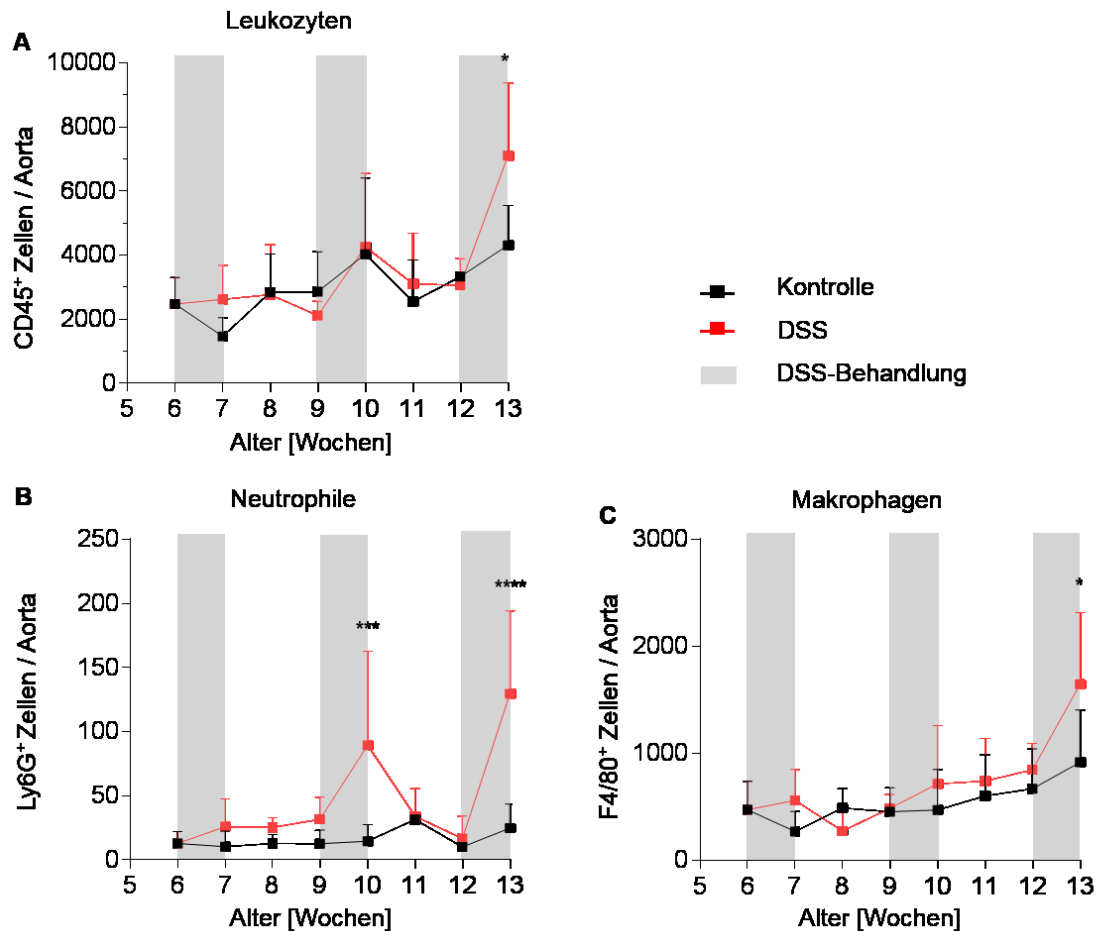 A
Leukozyten
*
10000
8000
6000
4000
2000
0
CD45⁺ Zellen / Aorta
5 6 7 8 9 10 11 12 13
Alter [Wochen]
Kontrolle
DSS
DSS-Behandlung
B
Neutrophile
250
200
150
100
50
0
*** ****
Ly6G⁺ Zellen / Aorta
5 6 7 8 9 10 11 12 13
Alter [Wochen]
C
Makrophagen
3000
2000
1000
0
*
F4/80⁺ Zellen / Aorta
5 6 7 8 9 10 11 12 13
Alter [Wochen]